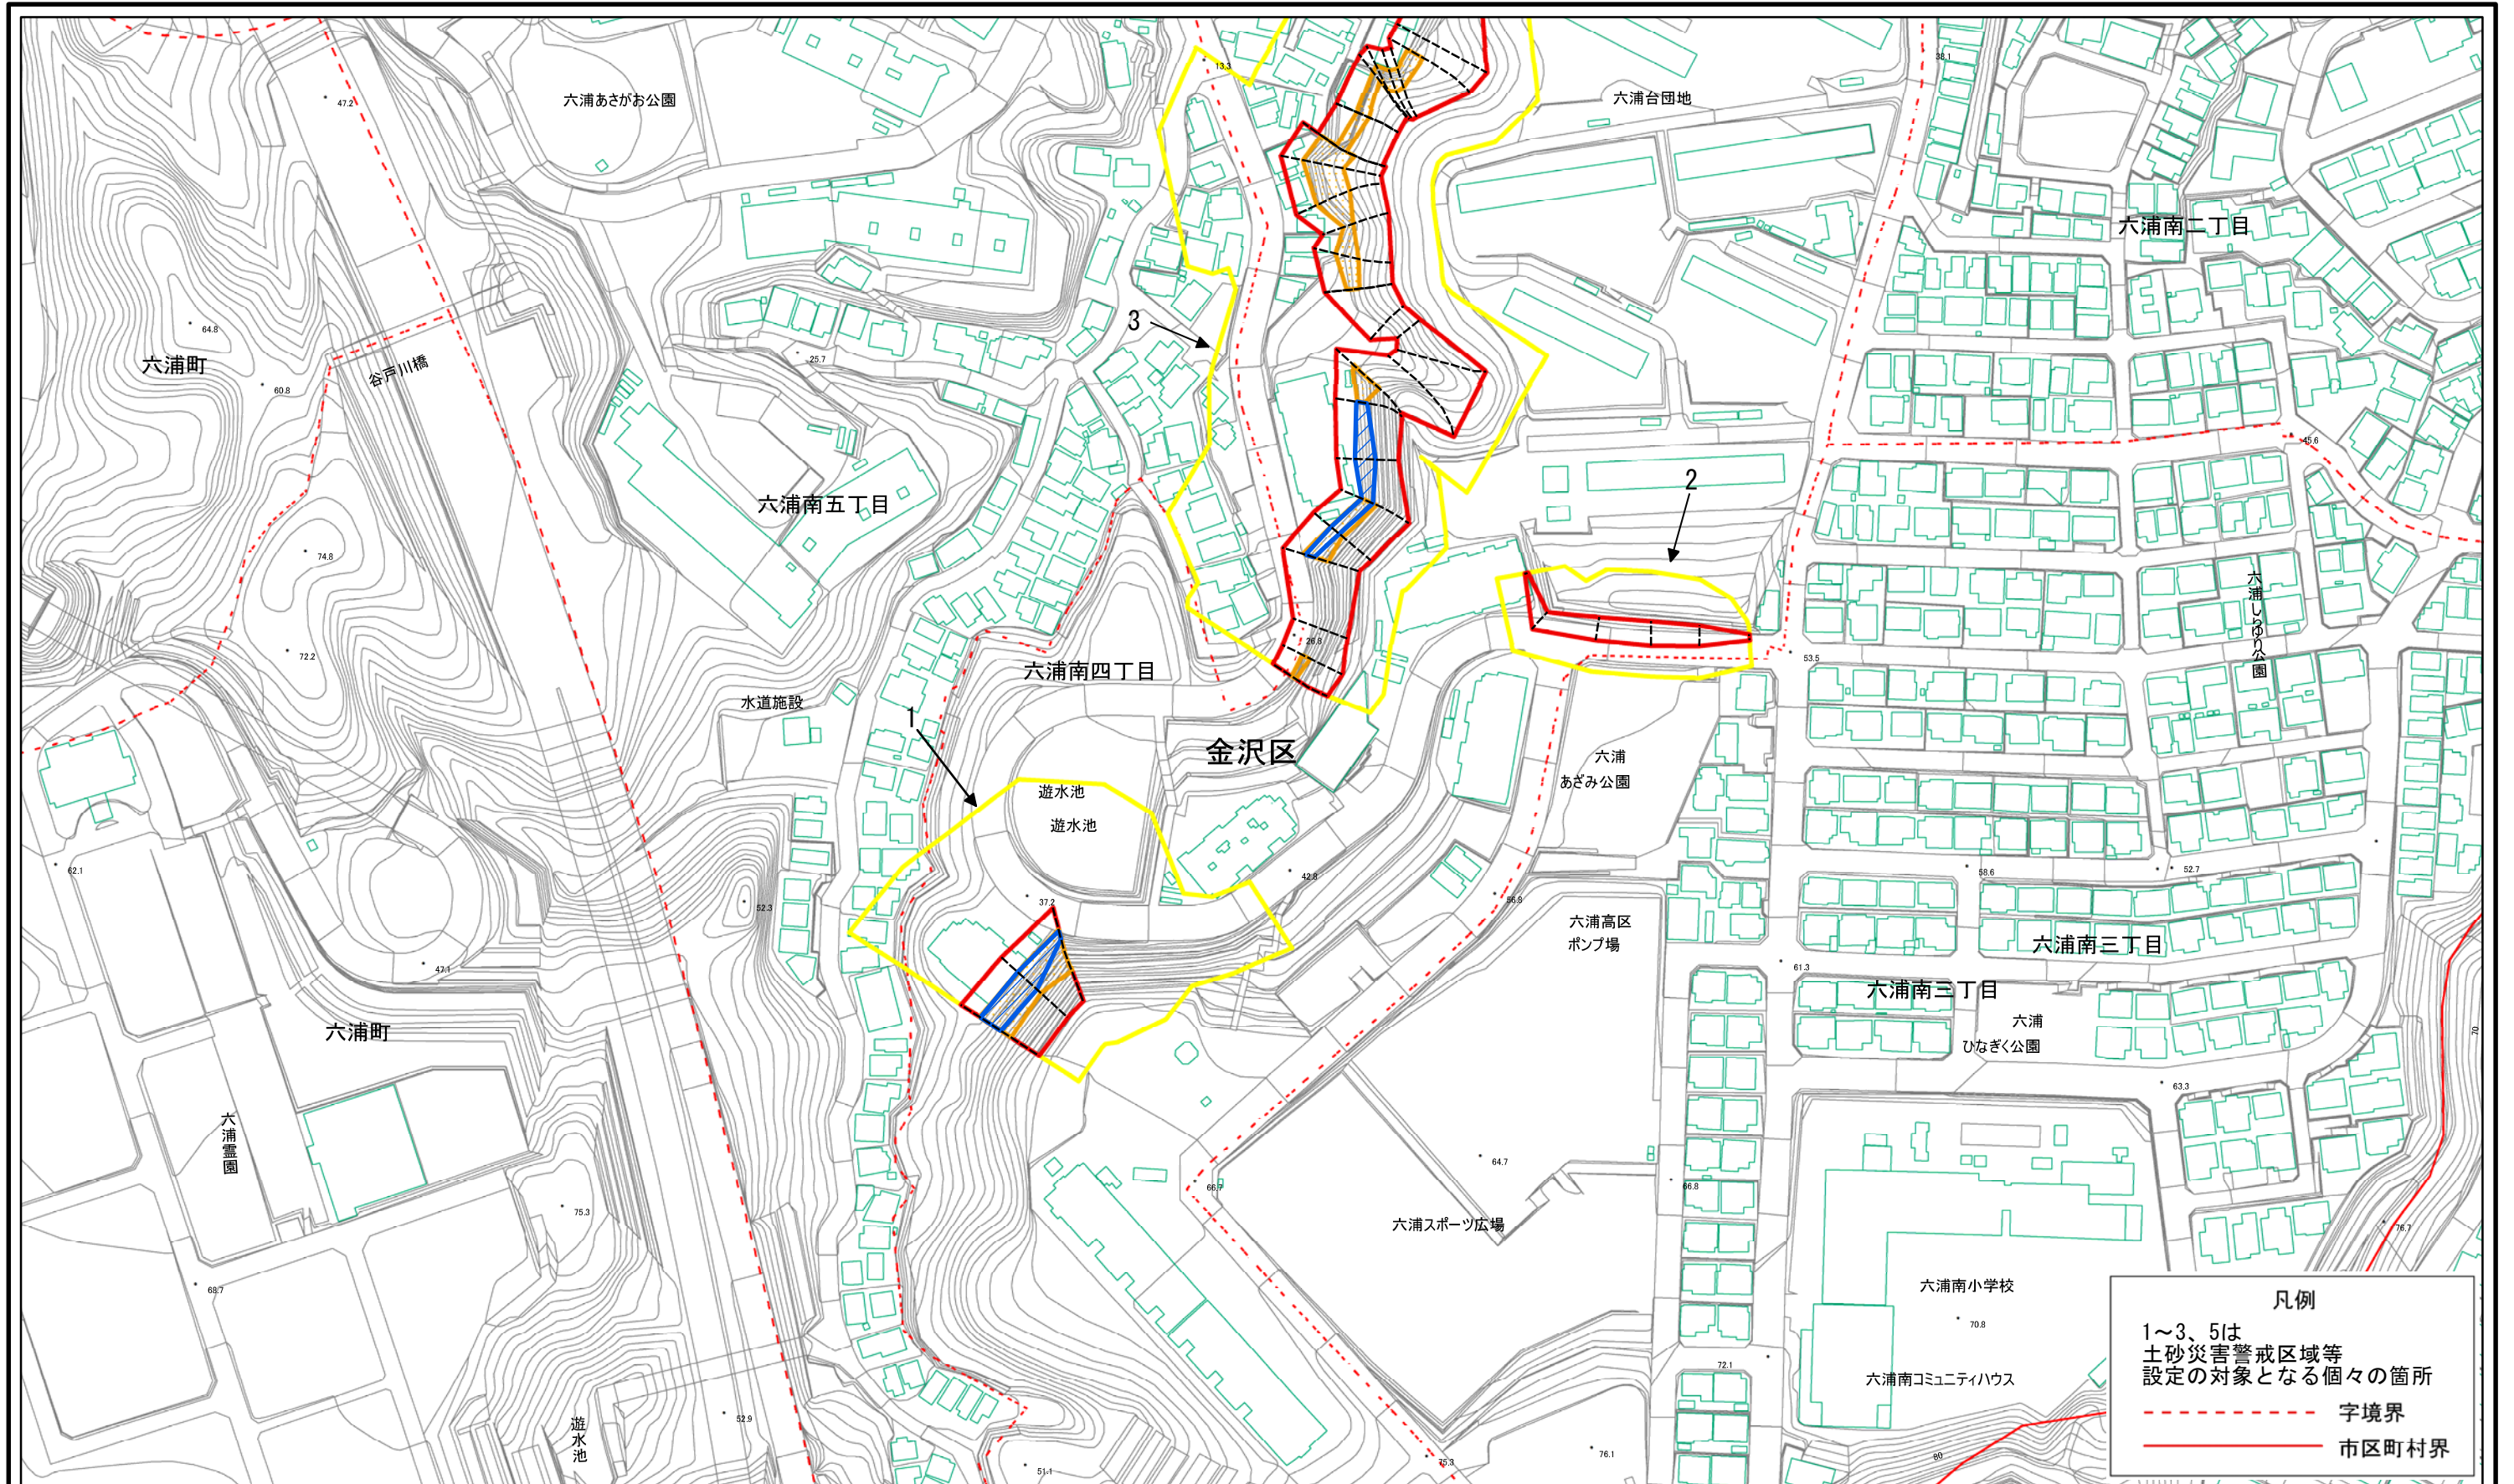 13.3
38.1
47.2
六浦あさがお公園
六浦台団地
六浦南二丁目
64.8
3
25.7
六浦町
谷戸川橋
60.8
45.6
2
六浦南五丁目
74.8
六浦しらゆり公園
26.8
72.2
53.5
六浦南四丁目
水道施設
1
金沢区
六浦
あざみ公園
遊水池
遊水池
62.1
42.8
58.6
52.7
52.3
37.2
56.8
六浦高区
ポンプ場
六浦南三丁目
47.1
61.3
六浦南三丁目
六浦町
六浦
ひなぎく公園
70
63.3
六浦霊園
64.7
66.7
66.8
75.3
六浦スポーツ広場
76.7
68.7
六浦南小学校
70.8
72.1
六浦南コミュニティハウス
52.9
遊水池
51.1
75.3
76.1
80
凡例
1～3、5は
土砂災害警戒区域等
設定の対象となる個々の箇所
字境界
市区町村界